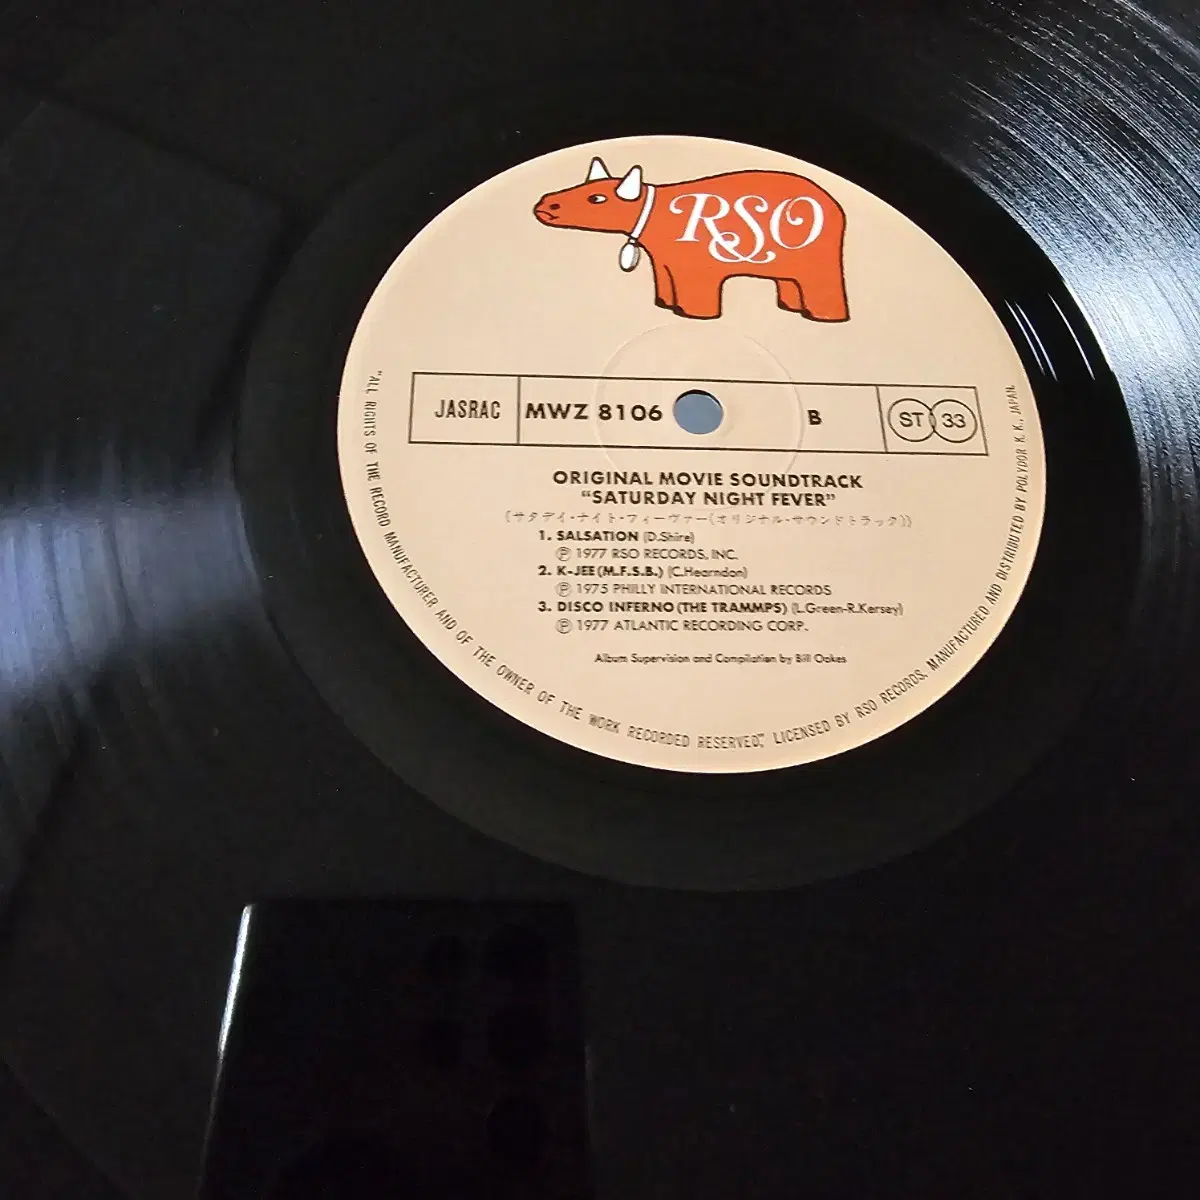 RSO
JASRAC MWZ 8106 B ST 33
ORIGINAL MOVIE SOUNDTRACK
"SATURDAY NIGHT FEVER"
(サタデイ・ナイト・フィーヴァー(オリジナル・サウンドトラック))
1. SALSATION (D.Shire)
Ⓟ 1977 RSO RECORDS, INC.
2. K-JEE (M.F.S.B.) (C.Hearndon)
Ⓟ 1975 PHILLY INTERNATIONAL RECORDS
3. DISCO INFERNO (THE TRAMMPS) (L.Green-R.Kersey)
Ⓟ 1977 ATLANTIC RECORDING CORP.
Album Supervision and Compilation by Bill Oakes
"ALL RIGHTS OF THE RECORD MANUFACTURER AND OF THE OWNER OF THE WORK RECORDED RESERVED," LICENSED BY RSO RECORDS, MANUFACTURED AND DISTRIBUTED BY POLYDOR K.K., JAPAN.